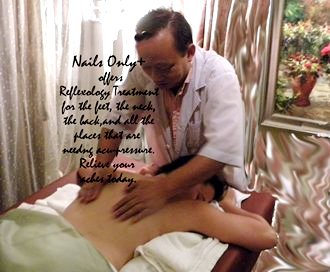 Nails Only+
offers
Reflexology Treatment
for the feet, the neck,
the back,and all the
places that are
needng acu-pressure.
Relieve your
aches today.